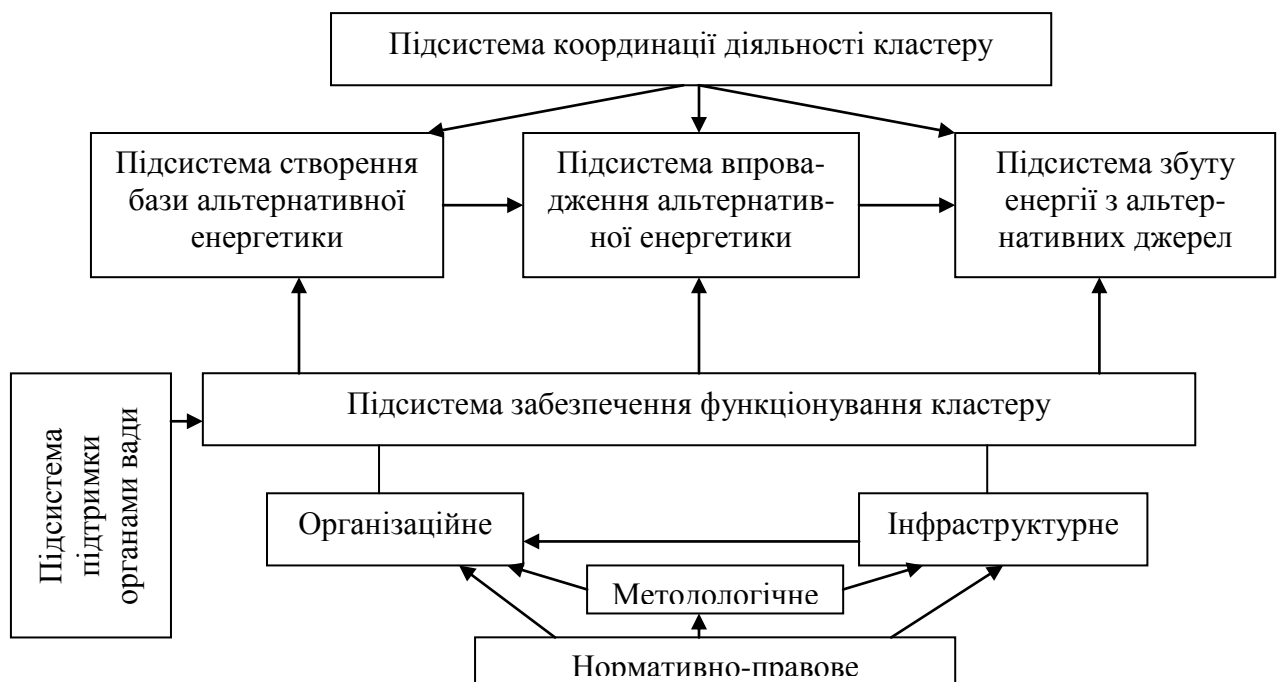 Підсистема координації діяльності кластеру
Підсистема створення
бази альтернативної
енергетики
Підсистема впрова-
дження альтернатив-
ної енергетики
Підсистема збуту
енергії з альтер-
нативних джерел
Підсистема
підтримки
органами вади
Підсистема забезпечення функціонування кластеру
Організаційне
Інфраструктурне
Методологічне
Нормативно-правове